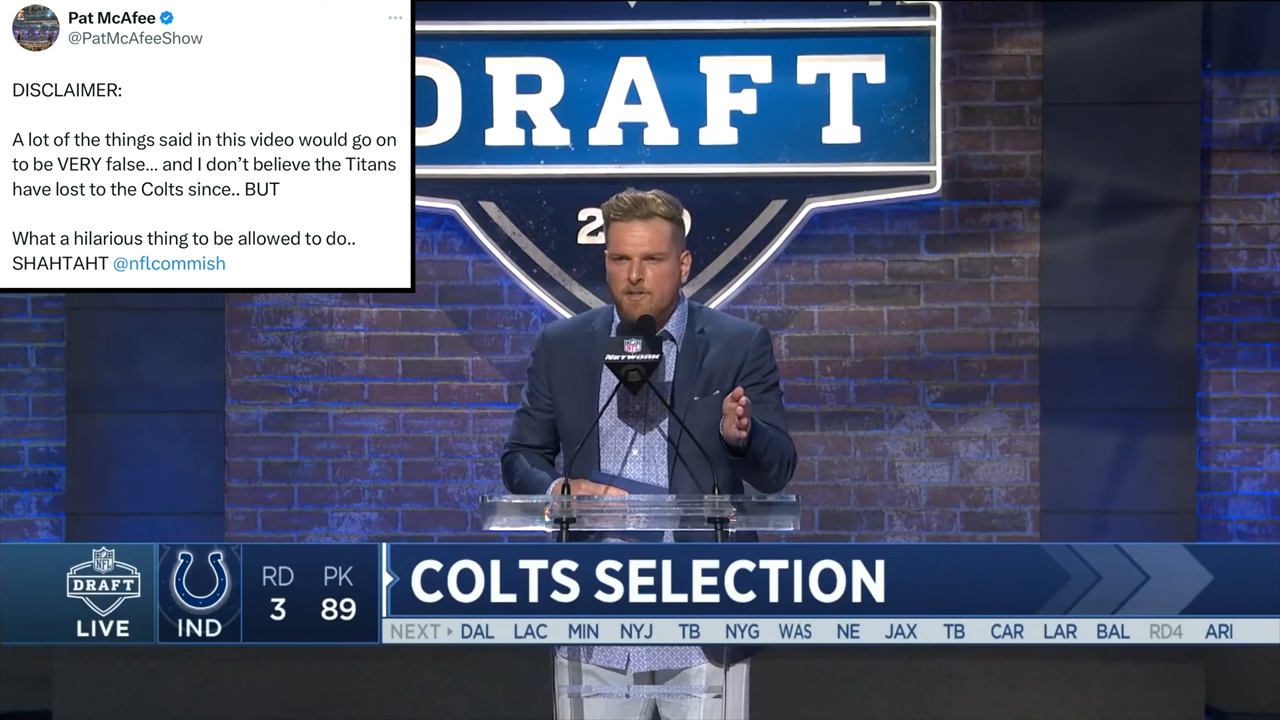 Pat McAfee
@PatMcAfeeShow
DISCLAIMER:
A lot of the things said in this video would go on
to be VERY false... and I don’t believe the Titans
have lost to the Colts since.. BUT
What a hilarious thing to be allowed to do..
SHAHTAHT @nflcommish
DRAFT
NFL
NETWORK
NFL
DRAFT
LIVE
IND
RD PK
3 89
COLTS SELECTION
NEXT DAL LAC MIN NYJ TB NYG WAS NE JAX TB CAR LAR BAL RD4 ARI